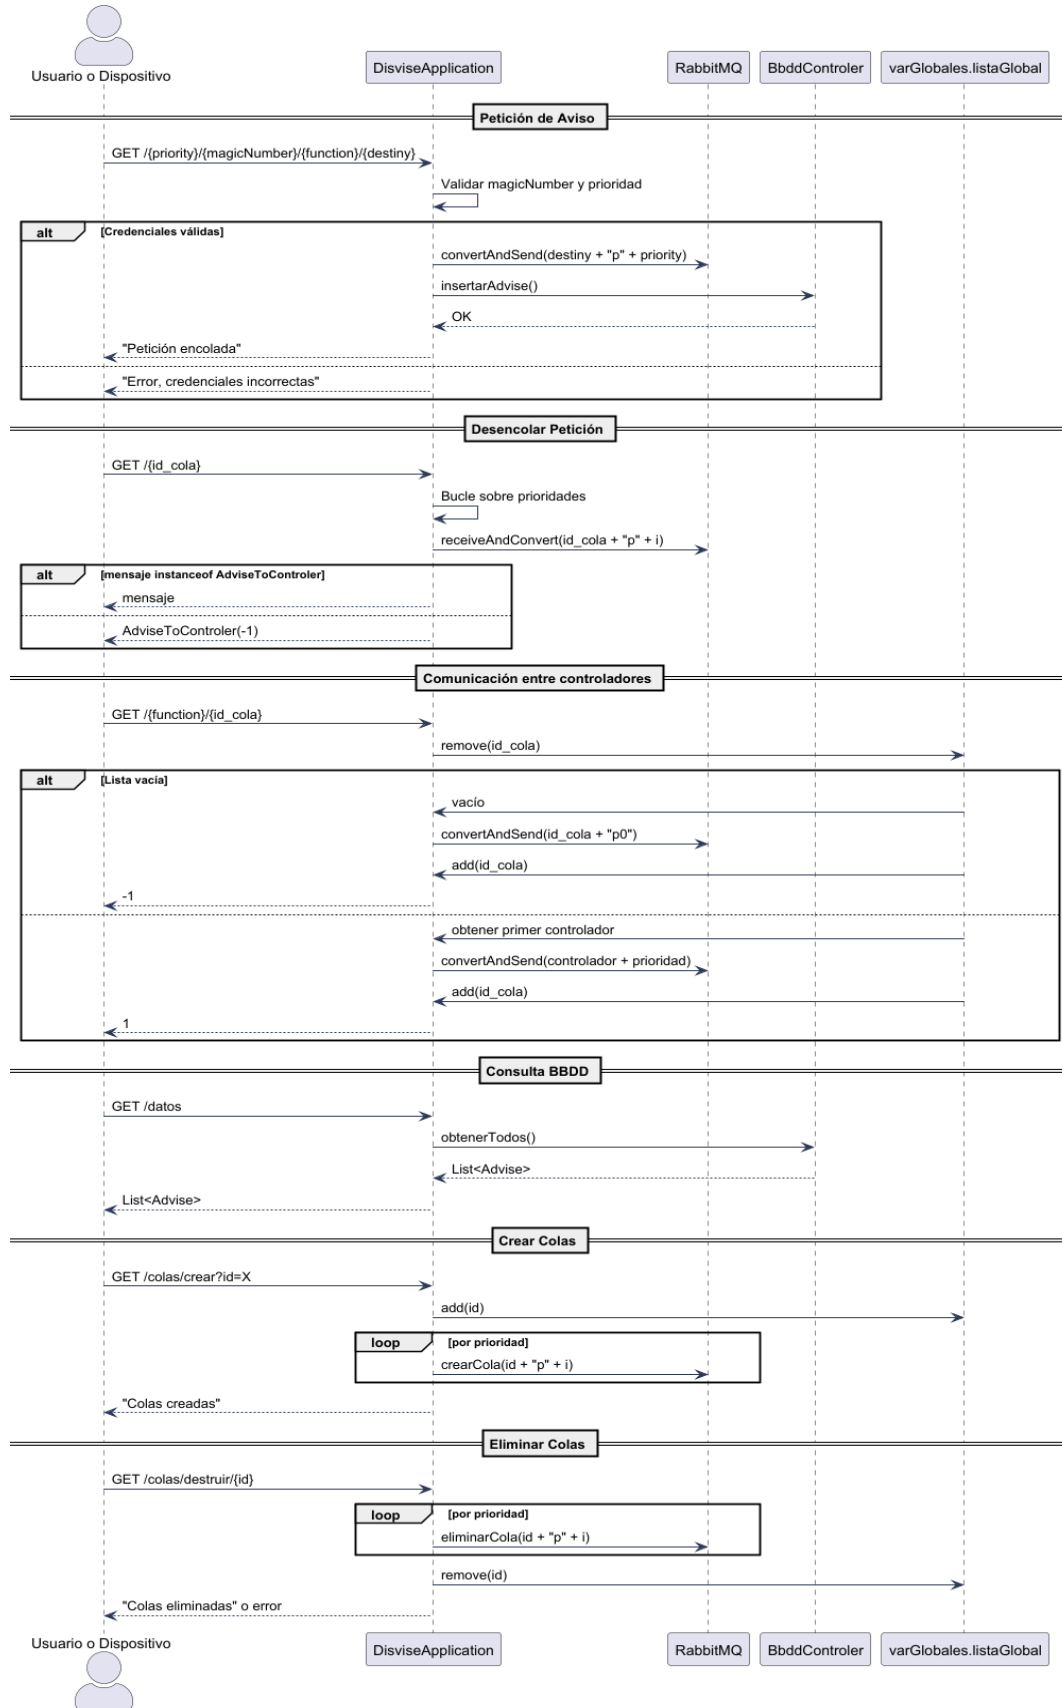 Usuario o Dispositivo
DisviseApplication
RabbitMQ
BbddControler
varGlobales.listaGlobal
Petición de Aviso
GET /{priority}/{magicNumber}/{function}/{destiny}
Validar magicNumber y prioridad
alt
[Credenciales válidas]
convertAndSend(destiny + "p" + priority)
insertarAdvise()
OK
"Petición encolada"
"Error, credenciales incorrectas"
Desencolar Petición
GET /{id_cola}
Bucle sobre prioridades
receiveAndConvert(id_cola + "p" + i)
alt
[mensaje instanceof AdviseToControler]
mensaje
AdviseToControler(-1)
Comunicación entre controladores
GET /{function}/{id_cola}
remove(id_cola)
alt
[Lista vacía]
vacío
convertAndSend(id_cola + "p0")
add(id_cola)
-1
obtener primer controlador
convertAndSend(controlador + prioridad)
add(id_cola)
1
Consulta BBDD
GET /datos
obtenerTodos()
List<Advise>
List<Advise>
Crear Colas
GET /colas/crear?id=X
add(id)
loop
[por prioridad]
crearCola(id + "p" + i)
"Colas creadas"
Eliminar Colas
GET /colas/destruir/{id}
loop
[por prioridad]
eliminarCola(id + "p" + i)
remove(id)
"Colas eliminadas" o error
Usuario o Dispositivo
DisviseApplication
RabbitMQ
BbddControler
varGlobales.listaGlobal